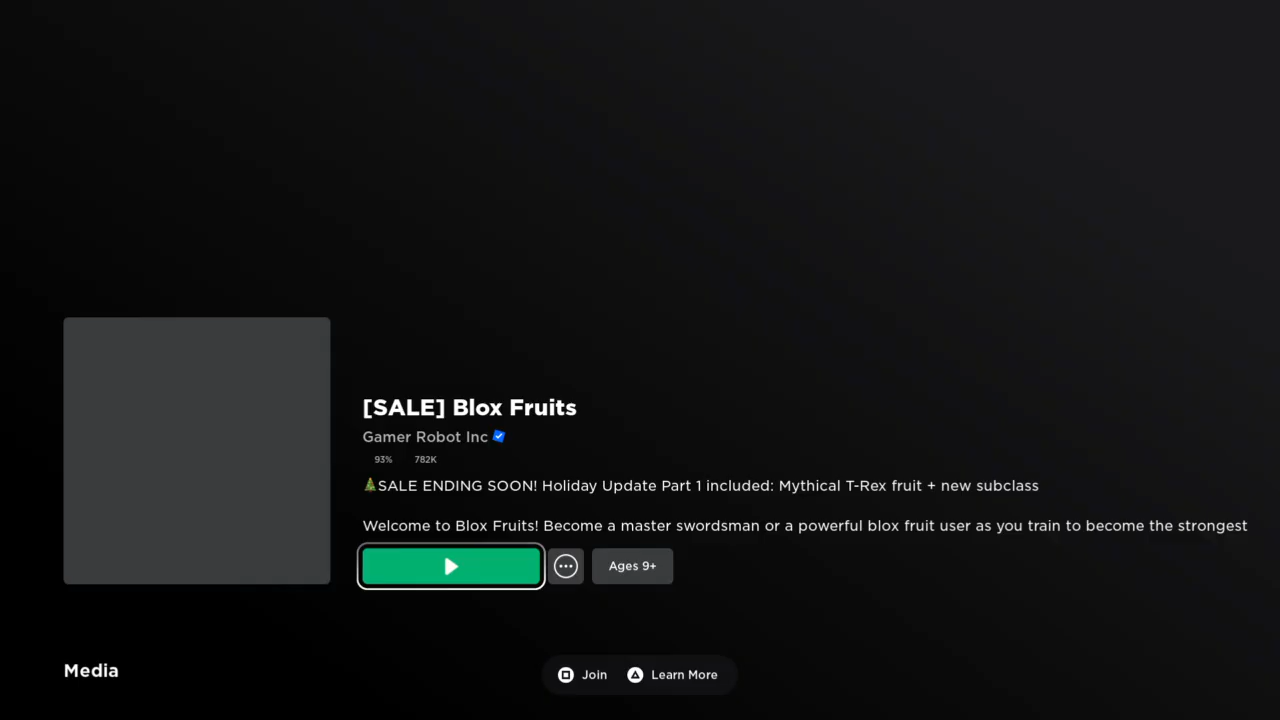 [SALE] Blox Fruits
Gamer Robot Inc
93% 782K
🎄SALE ENDING SOON! Holiday Update Part 1 included: Mythical T-Rex fruit + new subclass
Welcome to Blox Fruits! Become a master swordsman or a powerful blox fruit user as you train to become the strongest
Ages 9+
Media
Join Learn More